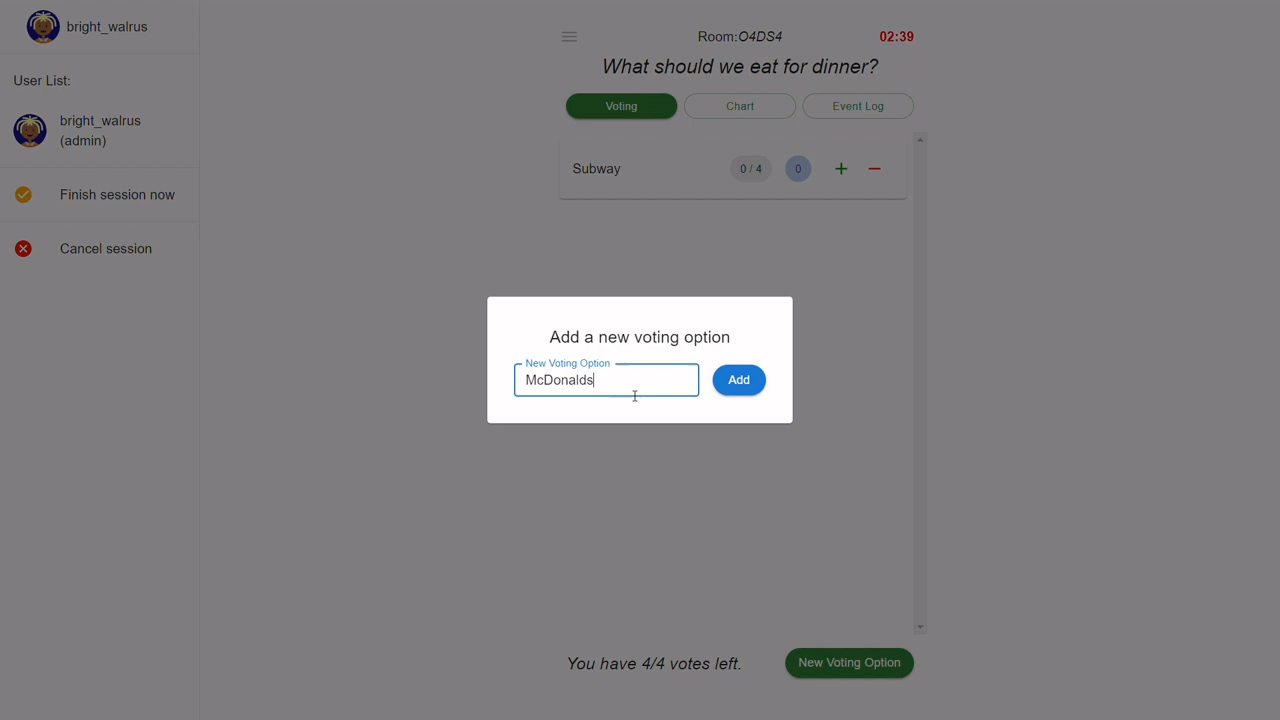 bright_walrus
User List:
bright_walrus
(admin)
Finish session now
Cancel session
Room:O4DS4
02:39
What should we eat for dinner?
Voting
Chart
Event Log
Subway
0 / 4
0
Add a new voting option
New Voting Option
McDonalds
Add
You have 4/4 votes left.
New Voting Option